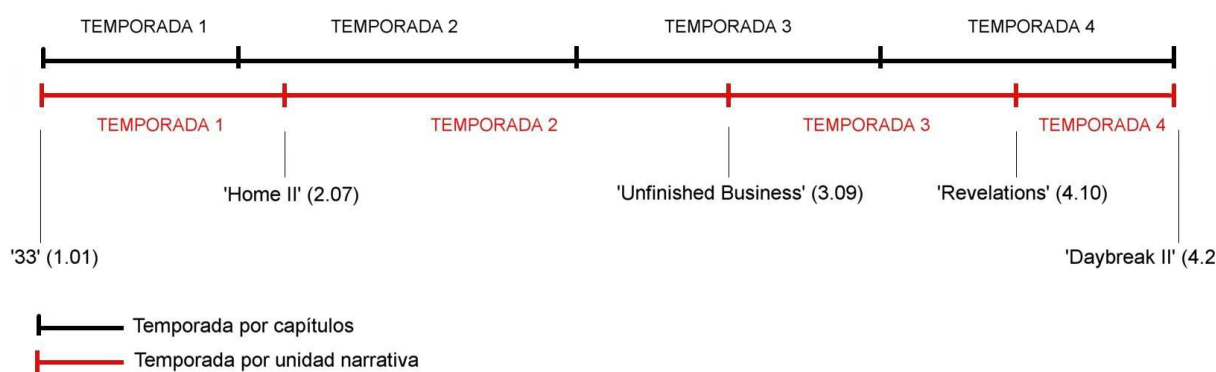 TEMPORADA 1 TEMPORADA 2 TEMPORADA 3 TEMPORADA 4
TEMPORADA 1 TEMPORADA 2 TEMPORADA 3 TEMPORADA 4
'Home II' (2.07) 'Unfinished Business' (3.09) 'Revelations' (4.10)
'33' (1.01) 'Daybreak II' (4.2
Temporada por capítulos
Temporada por unidad narrativa